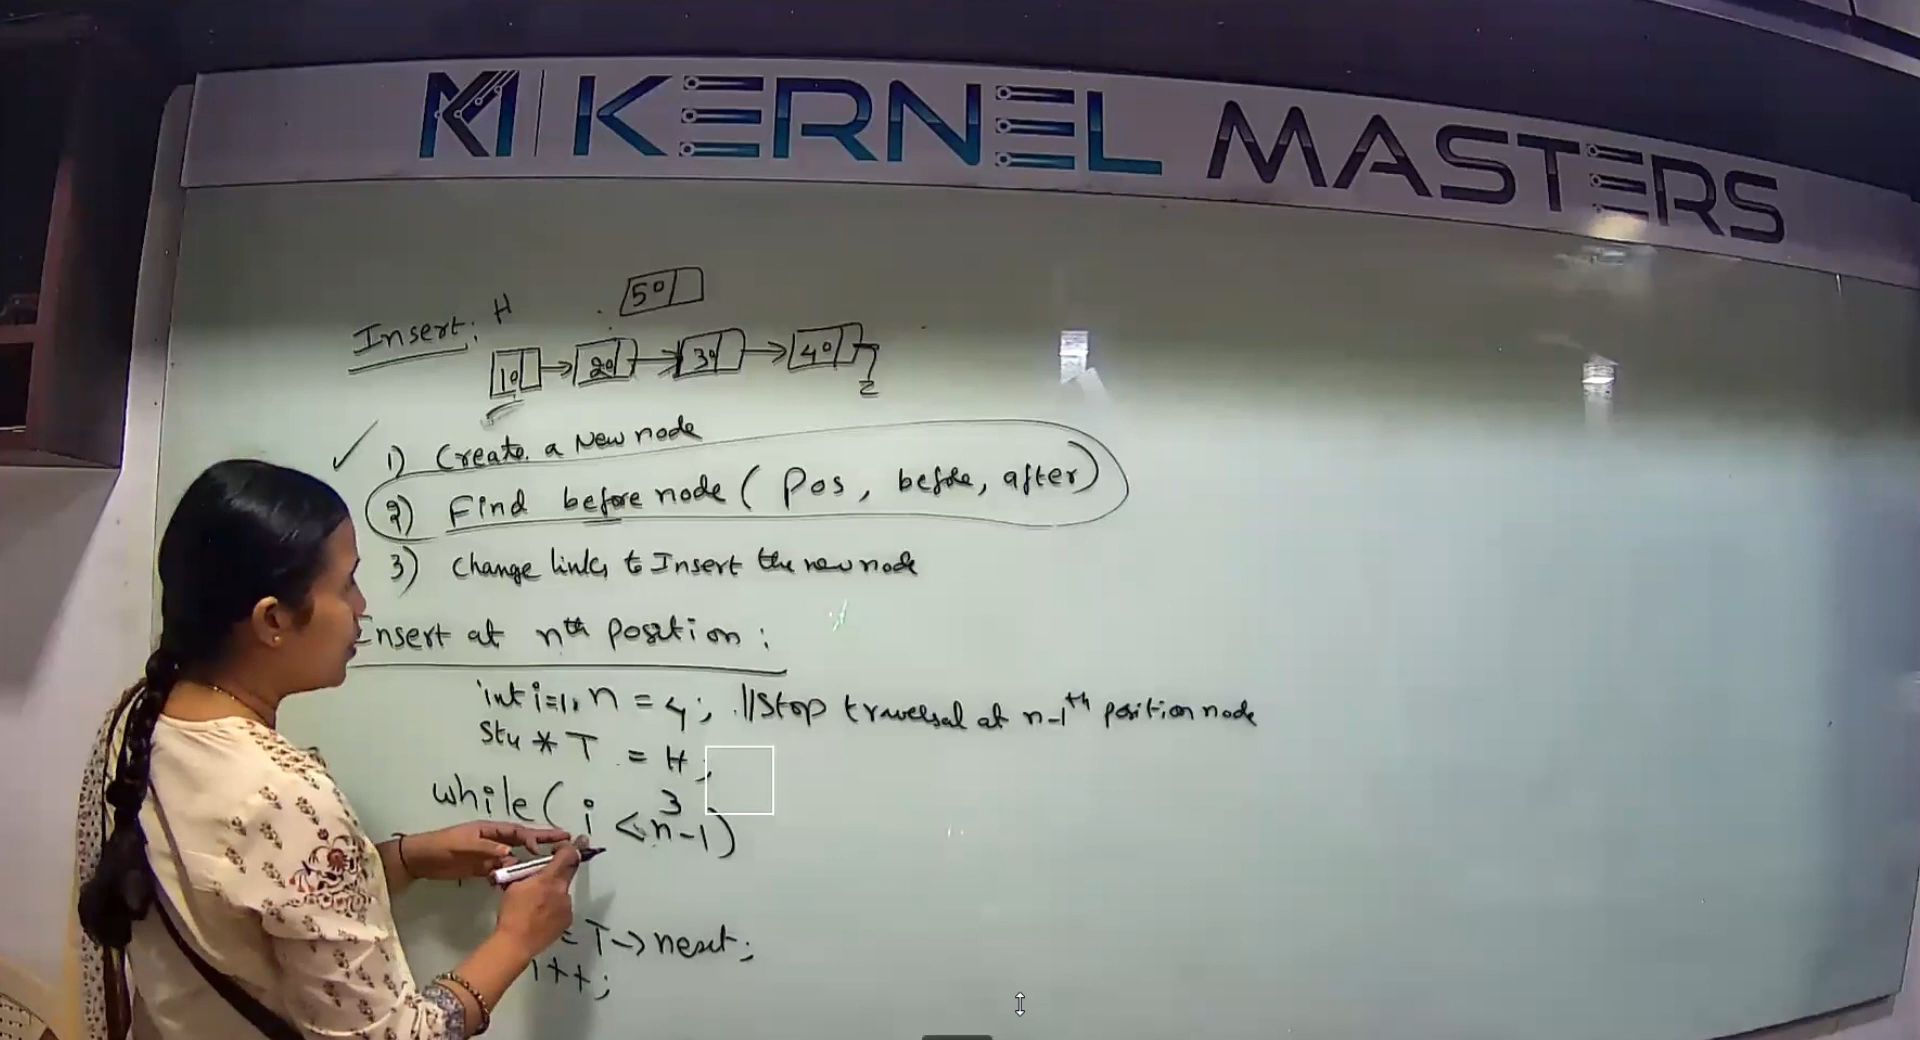 KM KERNEL MASTERS
50
Insert: H
10 20 30 40
1) Create a New node
2) Find before node ( pos, before, after)
3) Change links to Insert the new node
Insert at nth position :
int i=1, n = 4; //Stop traversal at n-1th position node
stu * T = H;
3
while ( i < n-1 )
= T-> next;
i++;